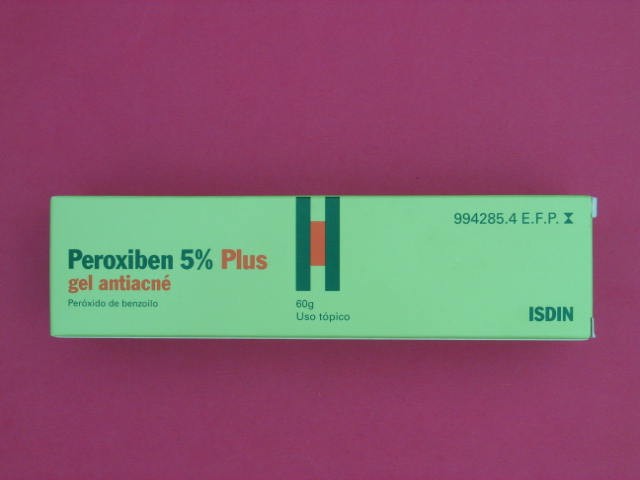 Peroxiben 5% Plus
gel antiacné
Peróxido de benzoilo
60g
Uso tópico
994285.4 E.F.P.
ISDIN